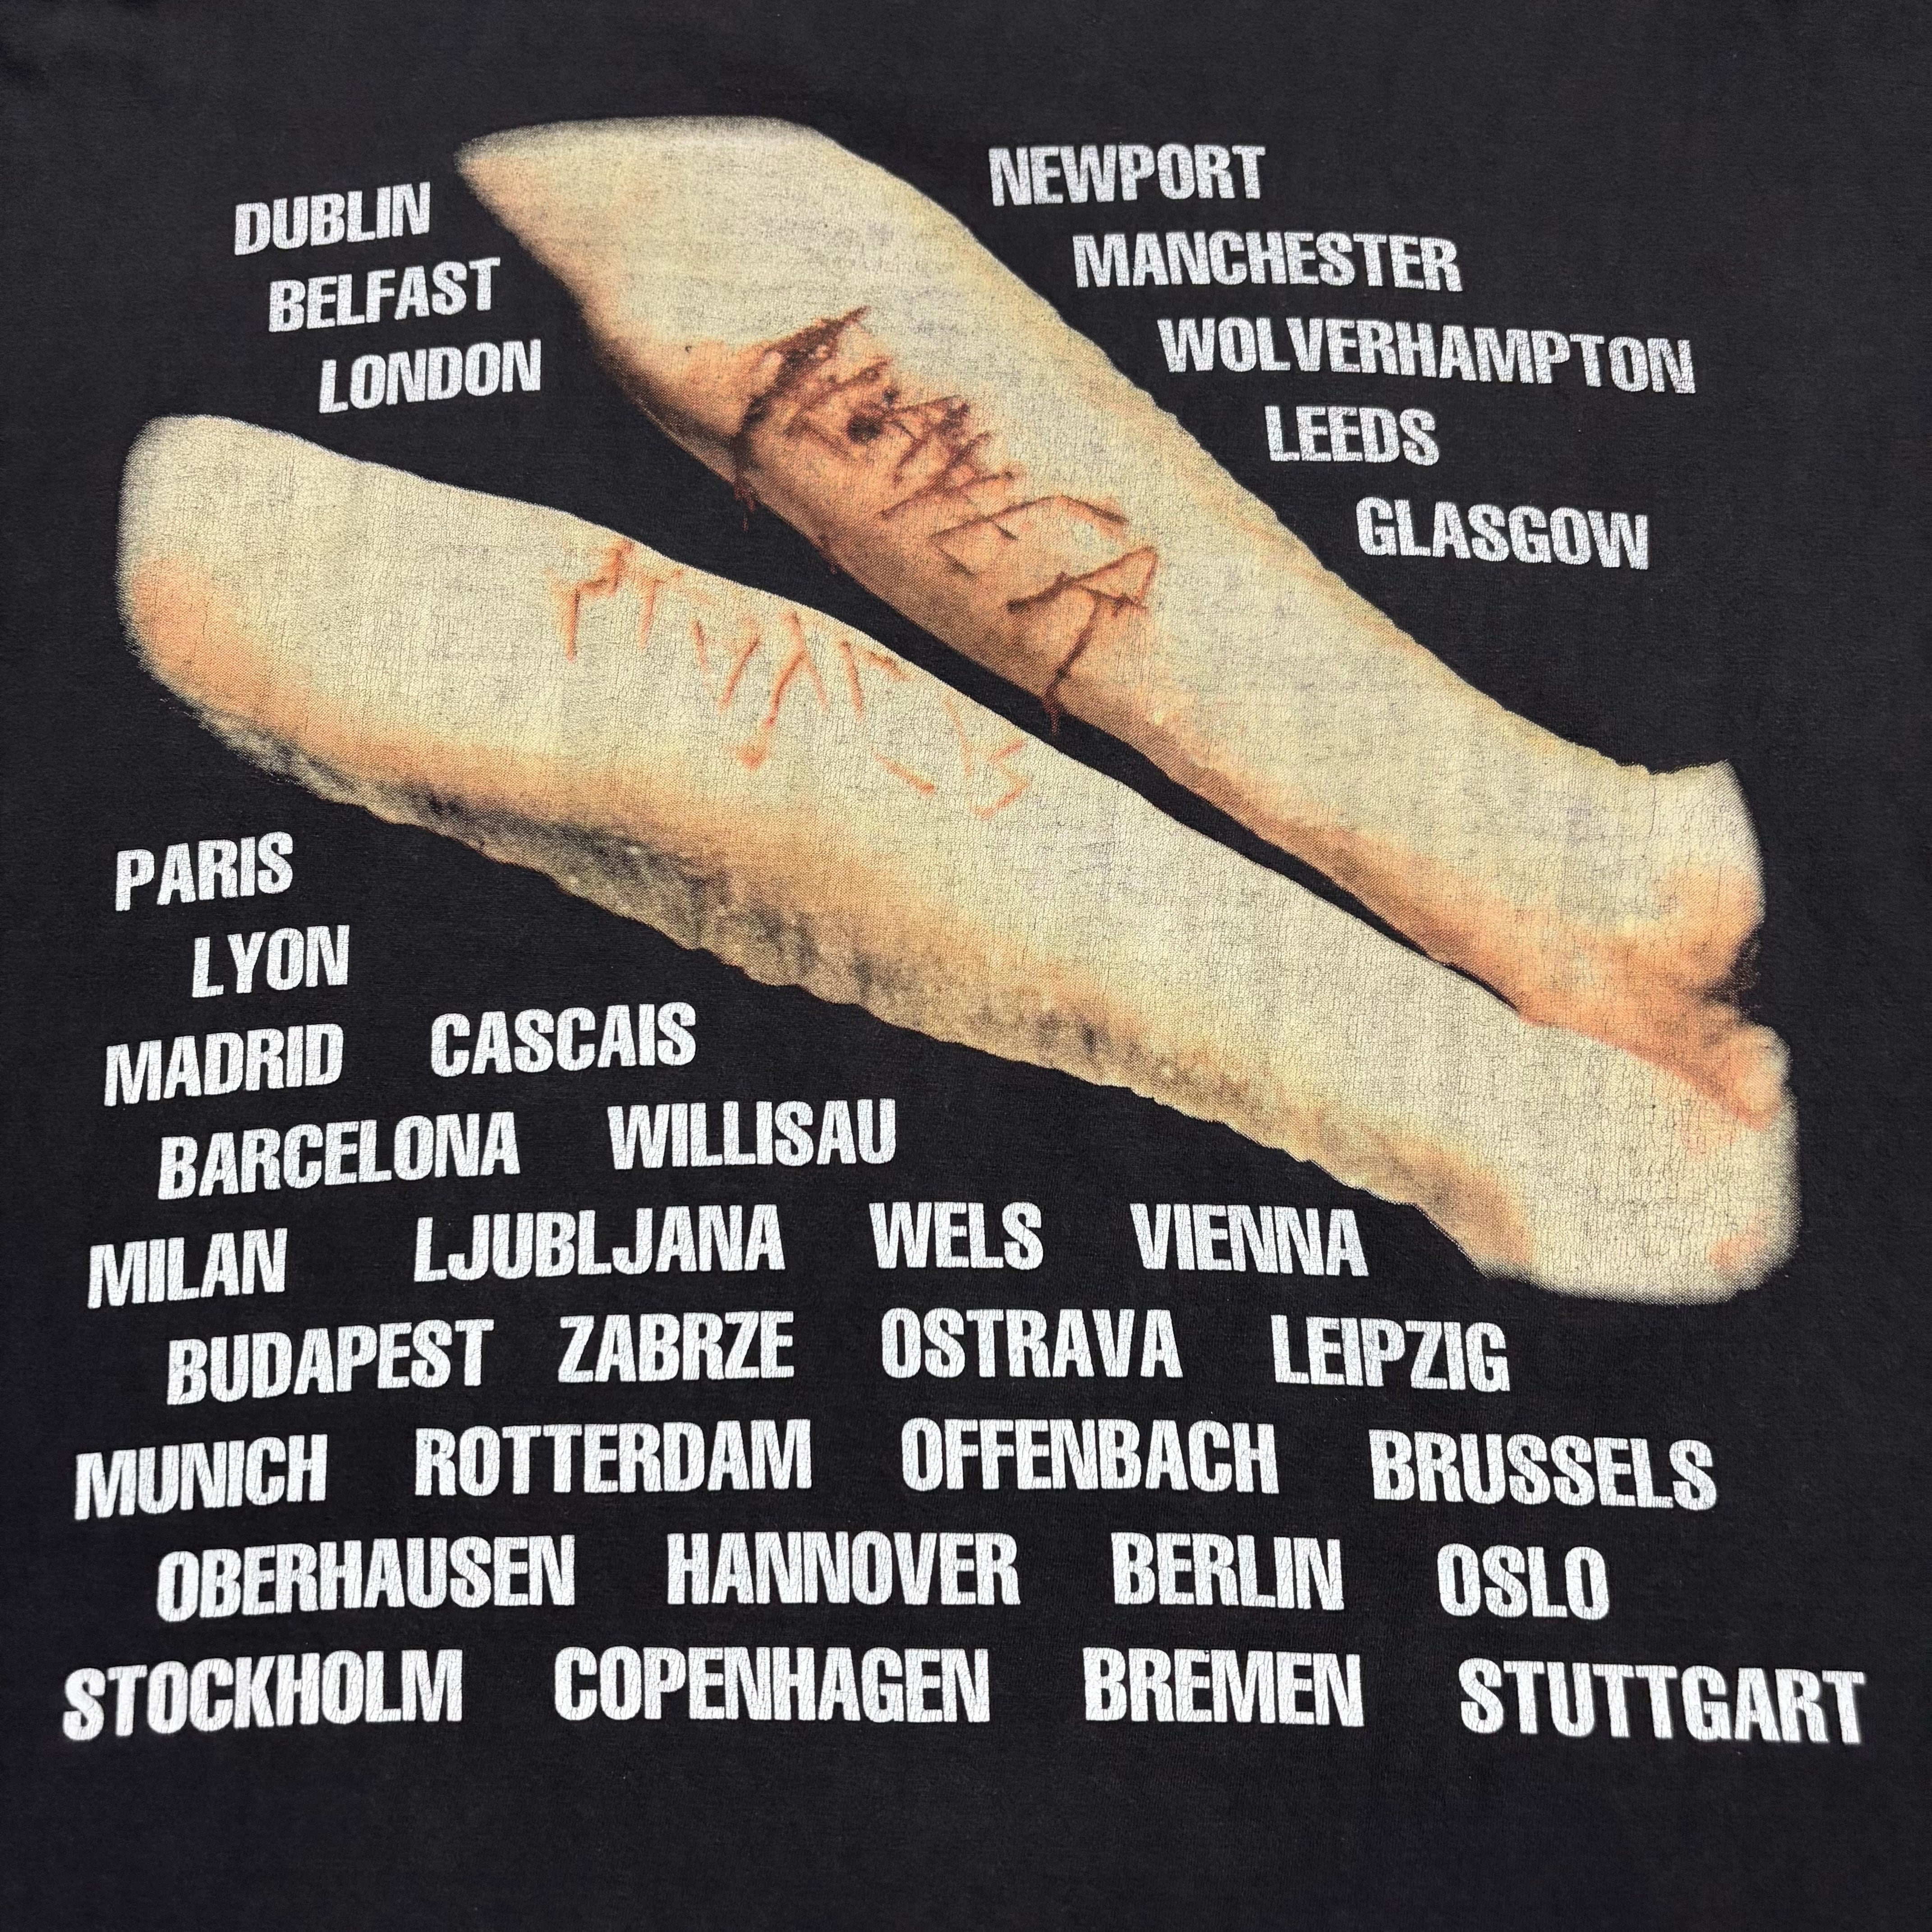 DUBLIN
BELFAST
LONDON
NEWPORT
MANCHESTER
WOLVERHAMPTON
LEEDS
GLASGOW
PARIS
LYON
MADRID CASCAIS
BARCELONA WILLISAU
MILAN LJUBLJANA WELS VIENNA
BUDAPEST ZABRZE OSTRAVA LEIPZIG
MUNICH ROTTERDAM OFFENBACH BRUSSELS
OBERHAUSEN HANNOVER BERLIN OSLO
STOCKHOLM COPENHAGEN BREMEN STUTTGART